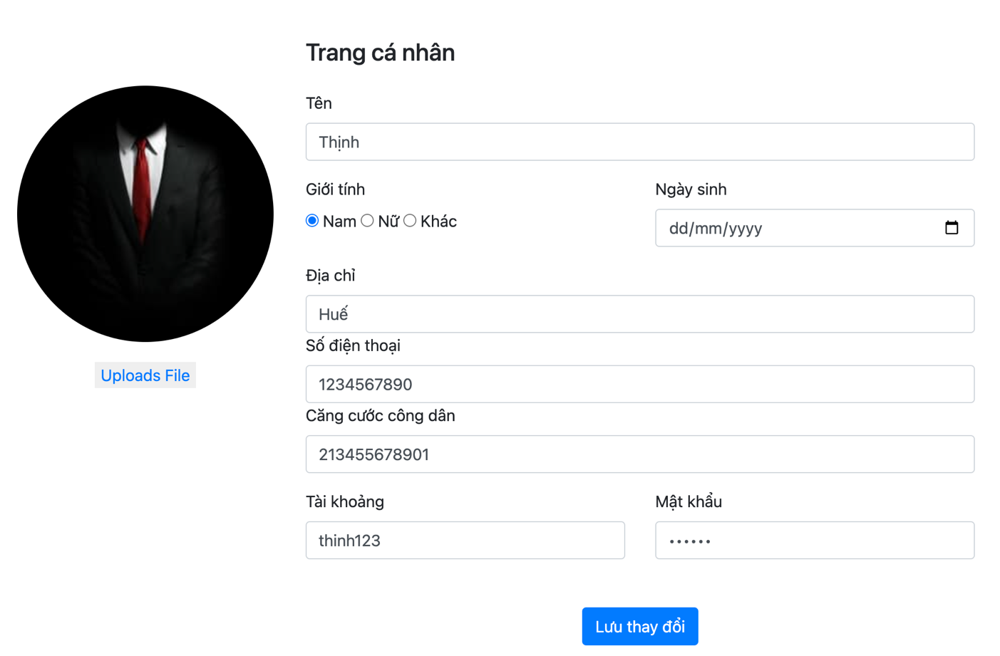 Trang cá nhân
Tên
Thịnh
Giới tính
Nam Nữ Khác
Ngày sinh
dd/mm/yyyy
Địa chỉ
Huế
Số điện thoại
1234567890
Căng cước công dân
213455678901
Tài khoảng
thinh123
Mật khẩu
••••••
Lưu thay đổi
Uploads File